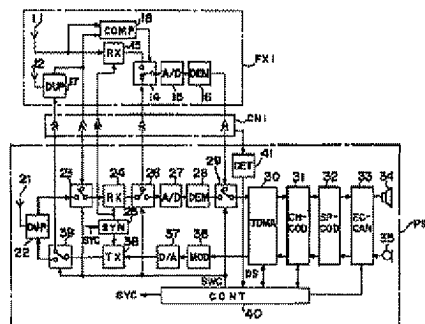 1
18
COMP
FX1
13
RX
12
17
DUP
14
A/D
15
DEM
16
CN1
41
DET
21
23
24
RX
26
27
A/D
28
DEM
29
30
TDMA
31
CH-COD
32
SP-COD
33
EC-CAN
34
35
PS
22
DUP
25
SYN
SYC
39
38
TX
37
D/A
36
MOD
SWC
DS
SYC
CONT
40